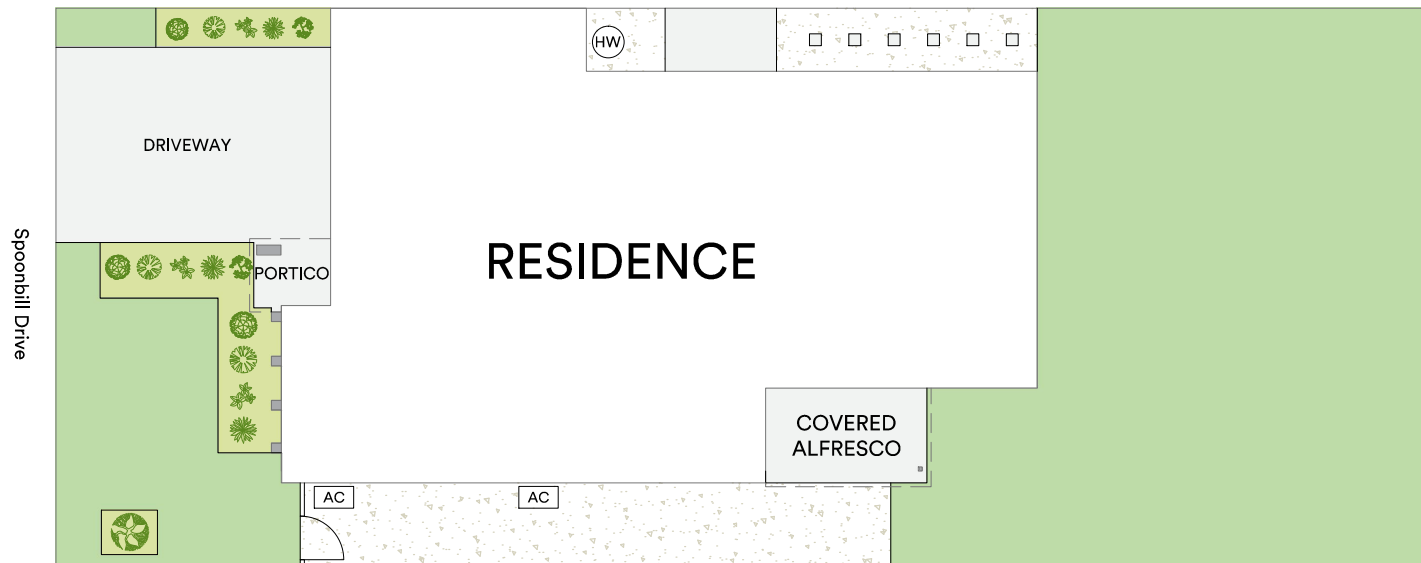 HW
DRIVEWAY
Spoonbill Drive
RESIDENCE
PORTICO
COVERED
ALFRESCO
AC
AC